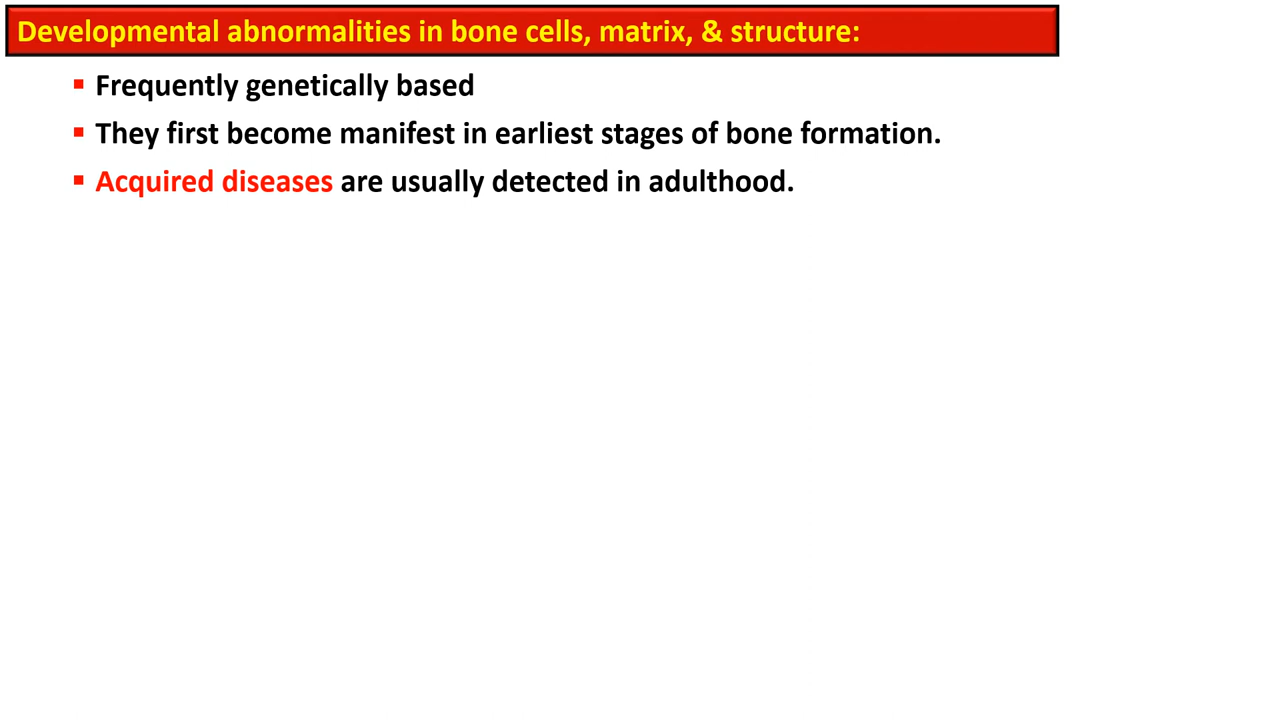 Developmental abnormalities in bone cells, matrix, & structure:
▪ Frequently genetically based
▪ They first become manifest in earliest stages of bone formation.
▪ Acquired diseases are usually detected in adulthood.